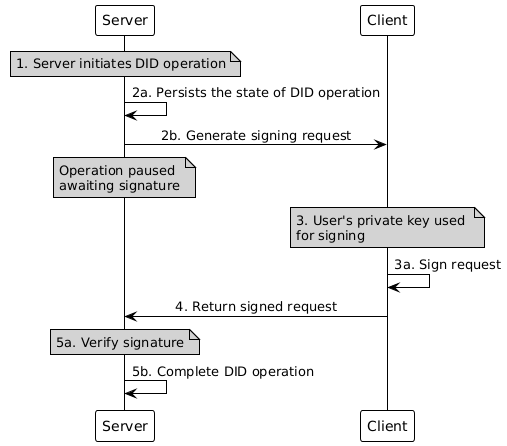 Server
Client
1. Server initiates DID operation
2a. Persists the state of DID operation
2b. Generate signing request
Operation paused
awaiting signature
3. User's private key used
for signing
3a. Sign request
4. Return signed request
5a. Verify signature
5b. Complete DID operation
Server
Client